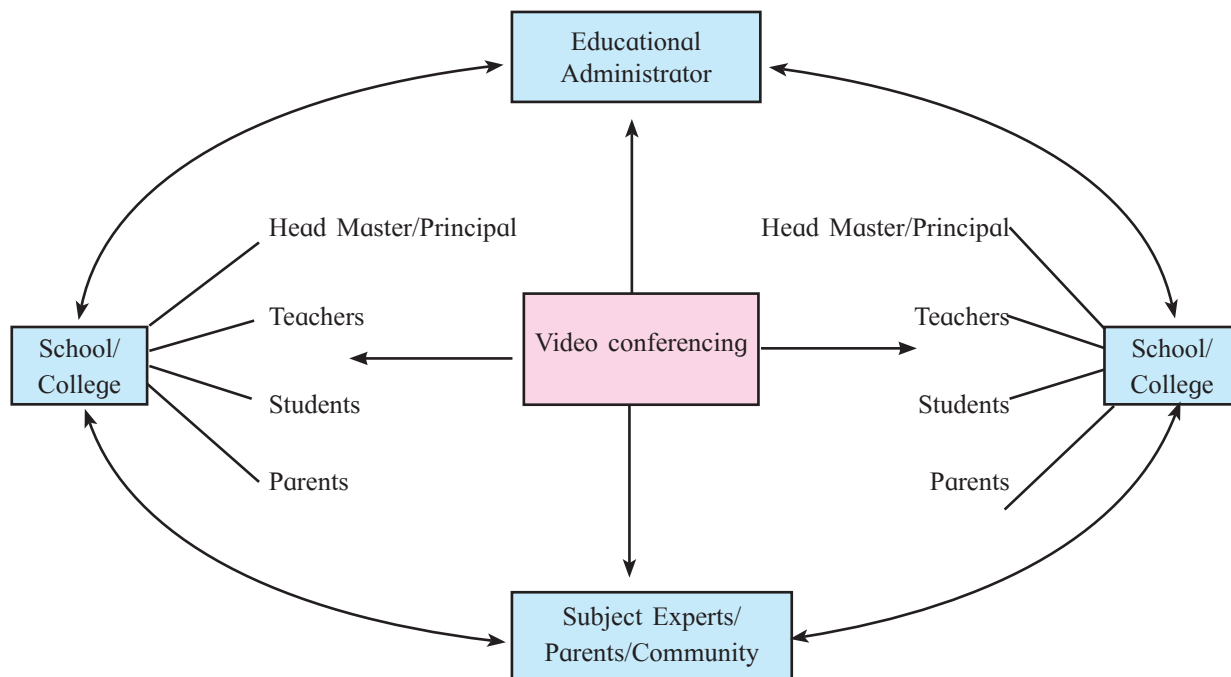 Educational
Administrator
Head Master/Principal
Teachers
Students
Parents
School/
College
Video conferencing
Head Master/Principal
Teachers
Students
Parents
School/
College
Subject Experts/
Parents/Community